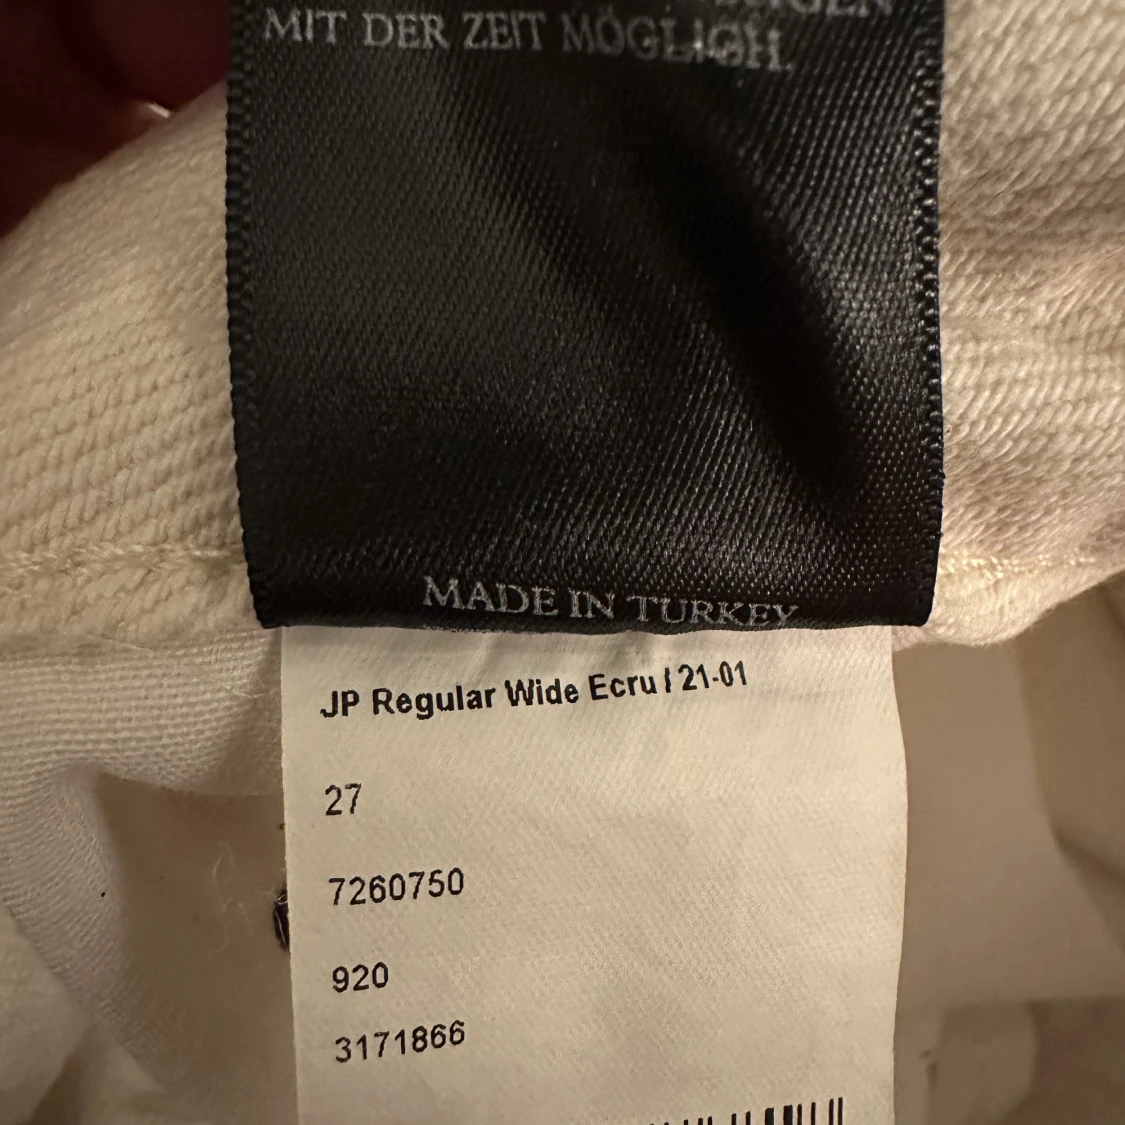 MIT DER ZEIT MÖGLICH.
MADE IN TURKEY
JP Regular Wide Ecru / 21-01
27
7260750
920
3171866